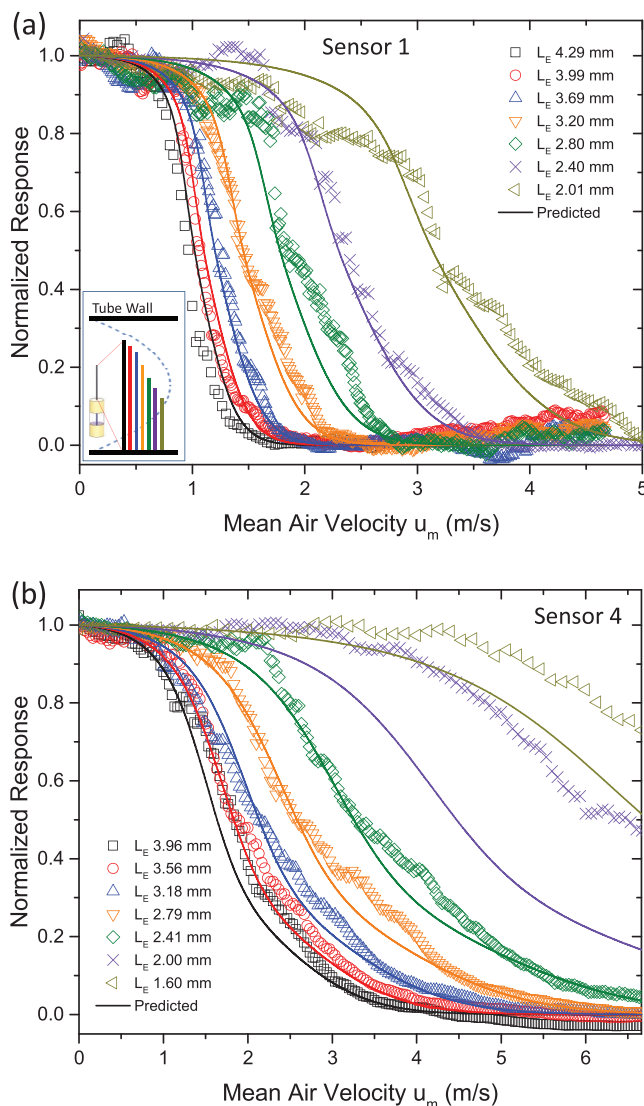 (a)
Sensor 1
L_E 4.29 mm
L_E 3.99 mm
L_E 3.69 mm
L_E 3.20 mm
L_E 2.80 mm
L_E 2.40 mm
L_E 2.01 mm
Predicted
Normalized Response
1.0
0.8
0.6
0.4
0.2
0.0
Tube Wall
0 1 2 3 4 5
Mean Air Velocity u_m (m/s)
(b)
Sensor 4
Normalized Response
1.0
0.8
0.6
0.4
0.2
0.0
L_E 3.96 mm
L_E 3.56 mm
L_E 3.18 mm
L_E 2.79 mm
L_E 2.41 mm
L_E 2.00 mm
L_E 1.60 mm
Predicted
0 1 2 3 4 5 6
Mean Air Velocity u_m (m/s)